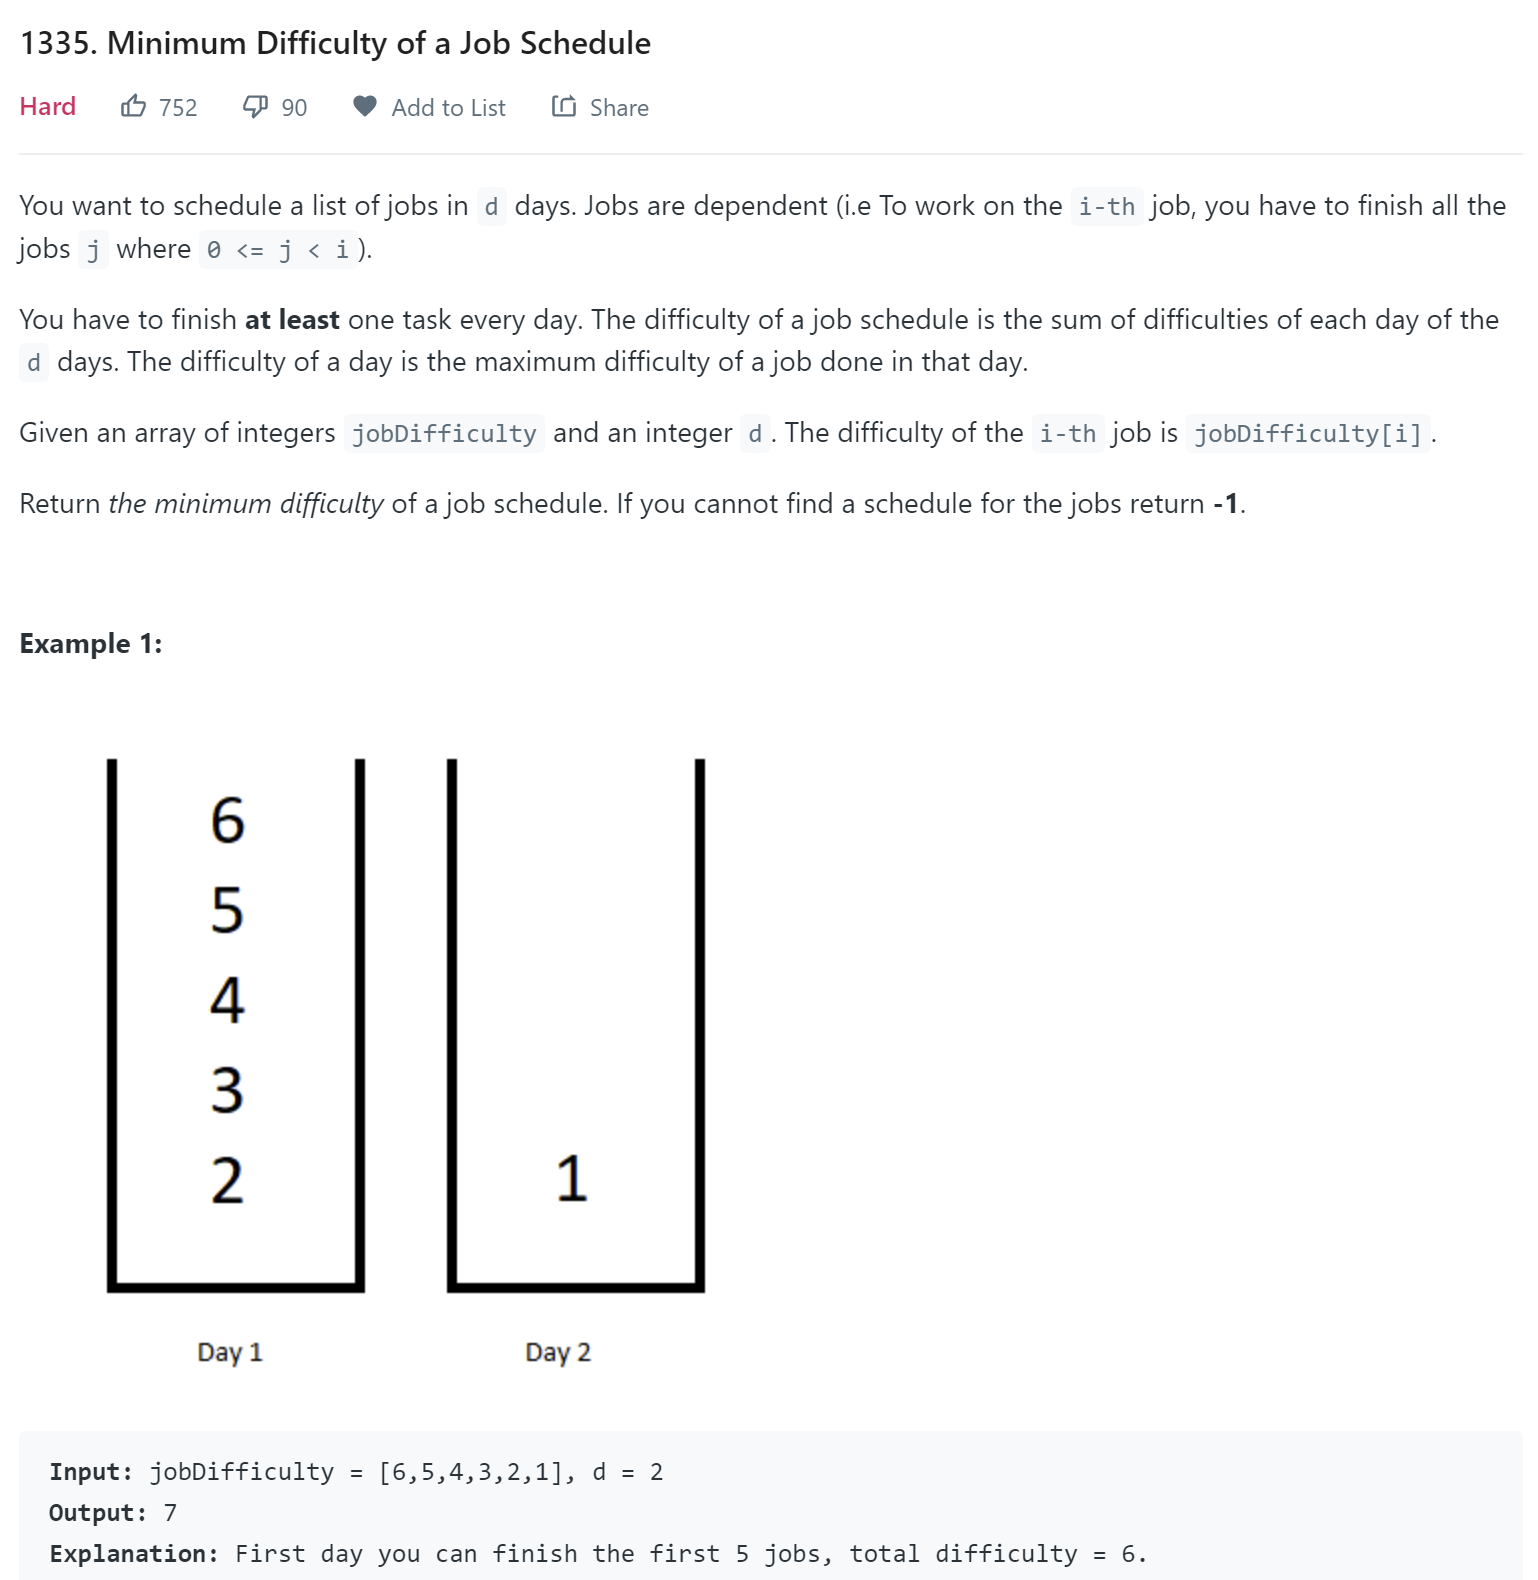 1335. Minimum Difficulty of a Job Schedule
Hard 752 90 Add to List Share
You want to schedule a list of jobs in d days. Jobs are dependent (i.e To work on the i-th job, you have to finish all the
jobs j where 0 <= j < i).
You have to finish at least one task every day. The difficulty of a job schedule is the sum of difficulties of each day of the
d days. The difficulty of a day is the maximum difficulty of a job done in that day.
Given an array of integers jobDifficulty and an integer d. The difficulty of the i-th job is jobDifficulty[i].
Return the minimum difficulty of a job schedule. If you cannot find a schedule for the jobs return -1.
Example 1:
6
5
4
3
2 1
Day 1 Day 2
Input: jobDifficulty = [6,5,4,3,2,1], d = 2
Output: 7
Explanation: First day you can finish the first 5 jobs, total difficulty = 6.